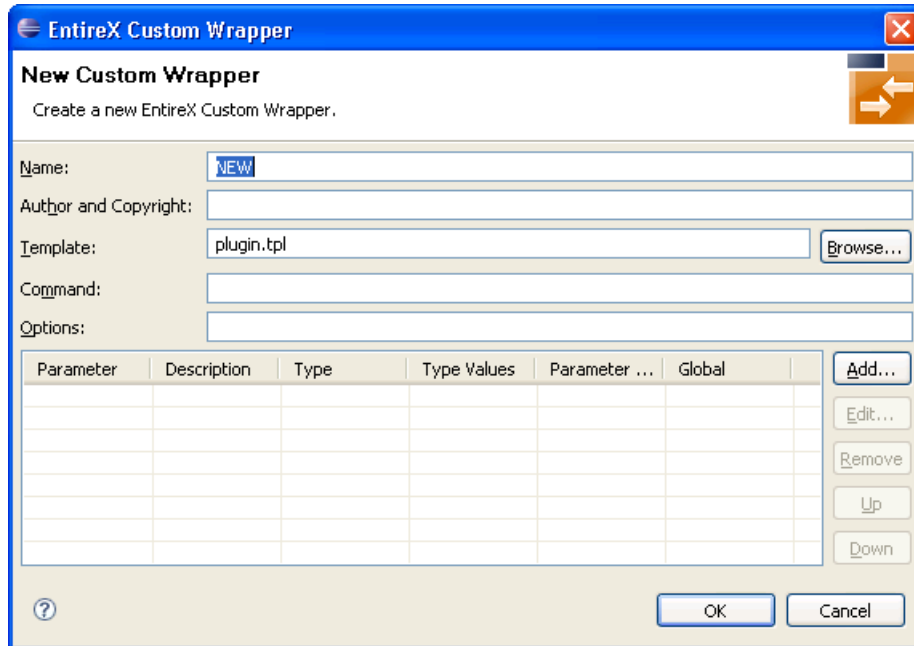 EntireX Custom Wrapper
New Custom Wrapper
Create a new EntireX Custom Wrapper.
Name: NEW
Author and Copyright:
Template: plugin.tpl Browse...
Command:
Options:
Parameter Description Type Type Values Parameter ... Global
Add...
Edit...
Remove
Up
Down
? OK Cancel